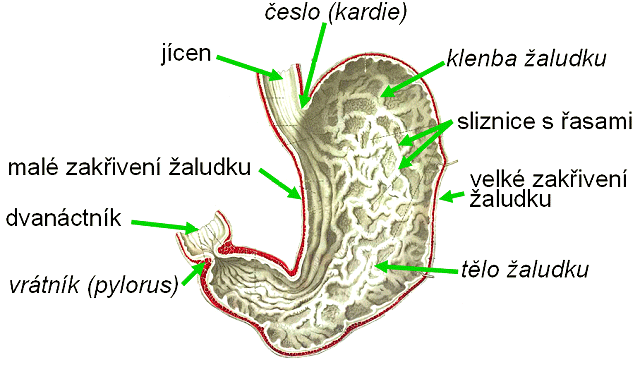 česlo (kardie)
jícen
klenba žaludku
sliznice s řasami
malé zakřivení žaludku
velké zakřivení
žaludku
dvanáctník
tělo žaludku
vrátník (pylorus)